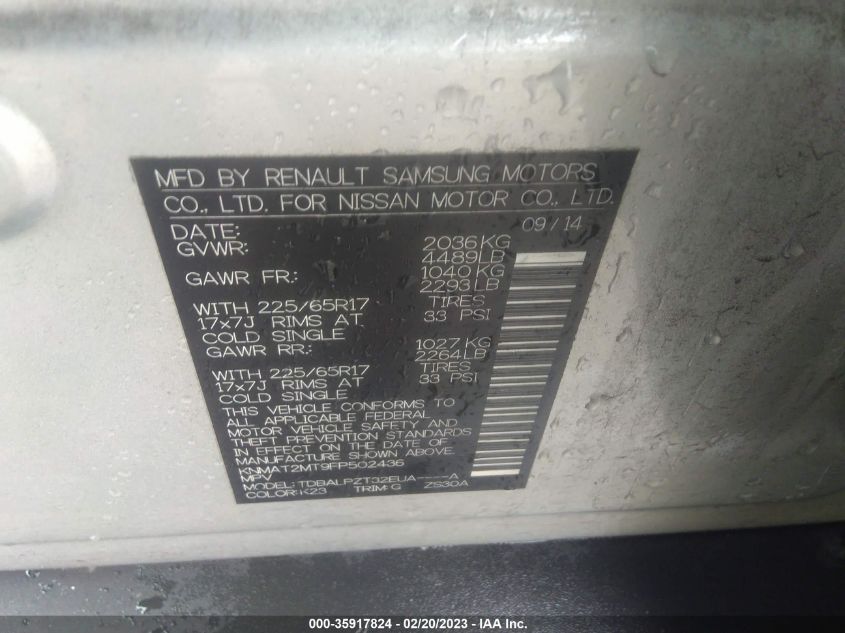 MFD BY RENAULT SAMSUNG MOTORS
CO., LTD. FOR NISSAN MOTOR CO., LTD.
DATE: 09/14
GVWR: 2036KG
4489LB
GAWR FR.: 1040KG
2293LB
WITH 225/65R17 TIRES
17x7J RIMS AT 33 PSI
COLD SINGLE
GAWR RR.: 1027KG
2264LB
WITH 225/65R17 TIRES
17x7J RIMS AT 33 PSI
COLD SINGLE
THIS VEHICLE CONFORMS TO
ALL APPLICABLE FEDERAL
MOTOR VEHICLE SAFETY AND
THEFT PREVENTION STANDARDS
IN EFFECT ON THE DATE OF
MANUFACTURE SHOWN ABOVE.
KNMAT2MT9FP502436
MPV
MODEL: TDBALPZT32EUA----A
COLOR:K23 TRIM:G ZS30A
000-35917824 - 02/20/2023 - IAA Inc.